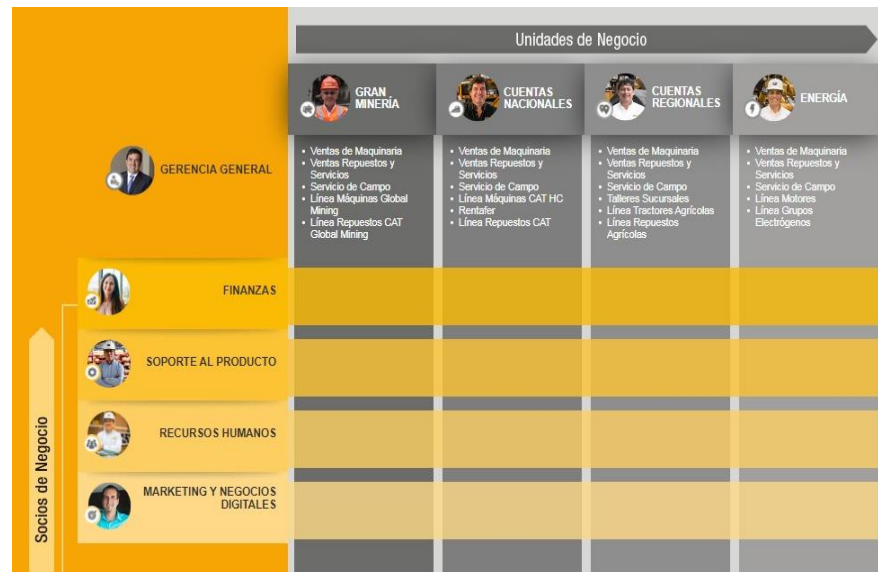 Unidades de Negocio
GRAN
MINERÍA
CUENTAS
NACIONALES
CUENTAS
REGIONALES
ENERGÍA
GERENCIA GENERAL
• Ventas de Maquinaria
• Ventas Repuestos y
Servicios
• Servicio de Campo
• Línea Máquinas Global
Mining
• Línea Repuestos CAT
Global Mining
• Ventas de Maquinaria
• Ventas Repuestos y
Servicios
• Servicio de Campo
• Línea Máquinas CAT HC
• Rentafer
• Línea Repuestos CAT
• Ventas de Maquinaria
• Ventas Repuestos y
Servicios
• Servicio de Campo
• Talleres Sucursales
• Línea Tractores Agrícolas
• Línea Repuestos
Agrícolas
• Ventas de Maquinaria
• Ventas Repuestos y
Servicios
• Servicio de Campo
• Línea Motores
• Línea Grupos
Electrógenos
FINANZAS
SOPORTE AL PRODUCTO
RECURSOS HUMANOS
MARKETING Y NEGOCIOS
DIGITALES
Socios de Negocio